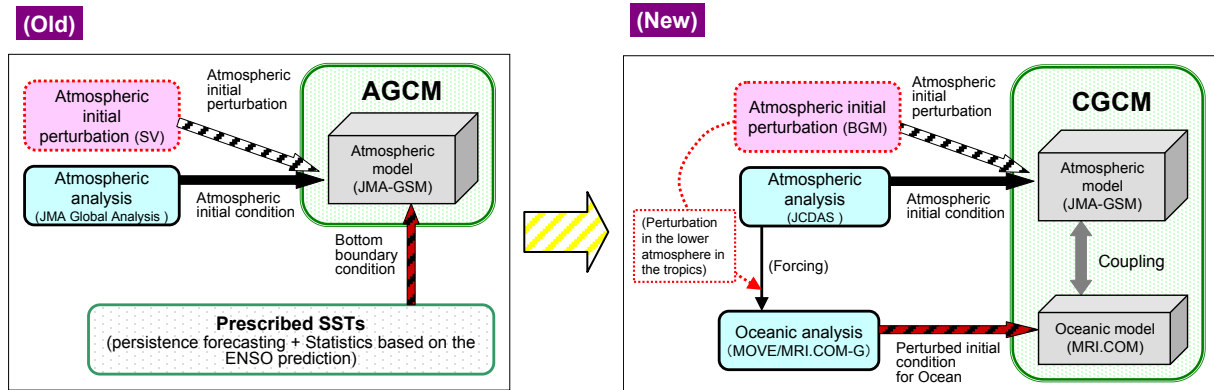 (Old)
Atmospheric
initial
perturbation (SV)
Atmospheric
initial
perturbation
AGCM
Atmospheric
model
(JMA-GSM)
Atmospheric
analysis
(JMA Global Analysis )
Atmospheric
initial condition
Bottom
boundary
condition
Prescribed SSTs
(persistence forecasting + Statistics based on the
ENSO prediction)
(New)
Atmospheric initial
perturbation (BGM)
Atmospheric
initial
perturbation
CGCM
Atmospheric
model
(JMA-GSM)
Atmospheric
analysis
(JCDAS )
Atmospheric
initial condition
(Perturbation
in the lower
atmosphere in
the tropics)
(Forcing)
Coupling
Oceanic analysis
(MOVE/MRI.COM-G)
Perturbed initial
condition
for Ocean
Oceanic model
(MRI.COM)